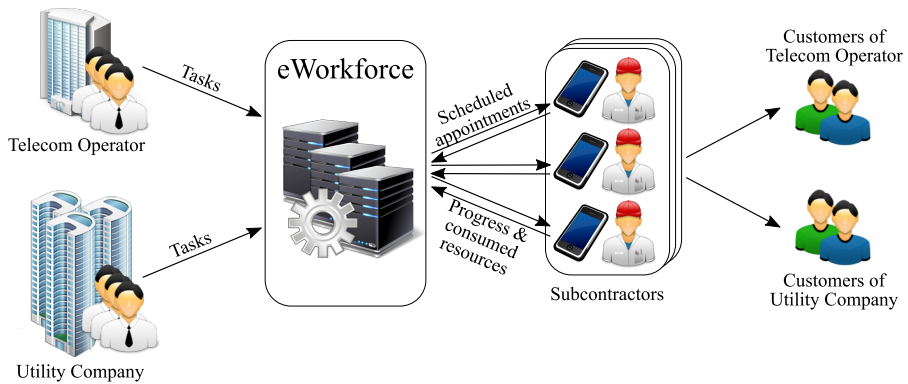 Telecom Operator
Tasks
Utility Company
Tasks
eWorkforce
Scheduled
appointments
Progress &
consumed
resources
Subcontractors
Customers of
Telecom Operator
Customers of
Utility Company